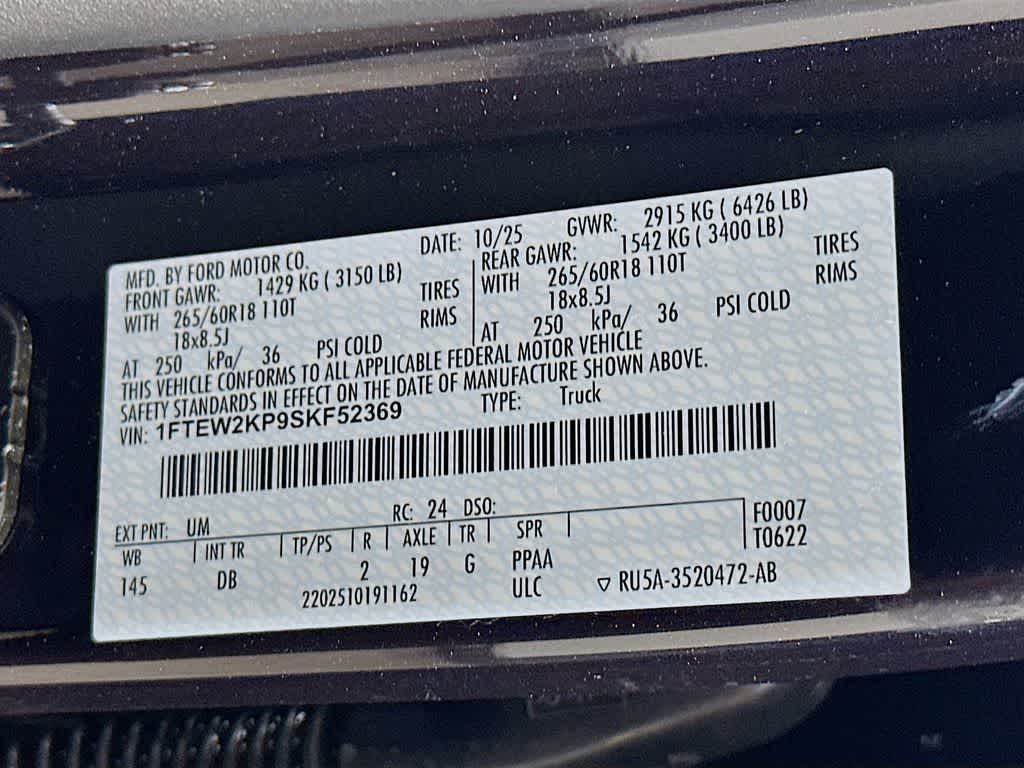 MFD. BY FORD MOTOR CO. DATE: 10/25 GVWR: 2915 KG ( 6426 LB)
FRONT GAWR: 1429 KG ( 3150 LB) REAR GAWR: 1542 KG ( 3400 LB)
WITH 265/60R18 110T TIRES WITH 265/60R18 110T TIRES
18x8.5J RIMS 18x8.5J RIMS
AT 250 kPa/ 36 PSI COLD AT 250 kPa/ 36 PSI COLD
THIS VEHICLE CONFORMS TO ALL APPLICABLE FEDERAL MOTOR VEHICLE
SAFETY STANDARDS IN EFFECT ON THE DATE OF MANUFACTURE SHOWN ABOVE.
VIN: 1FTEW2KP9SKF52369 TYPE: Truck
EXT PNT: UM RC: 24 DSO: F0007
WB INT TR TP/PS R AXLE TR SPR T0622
145 DB 2 19 G PPAA
2202510191162 ULC ▽ RU5A-3520472-AB